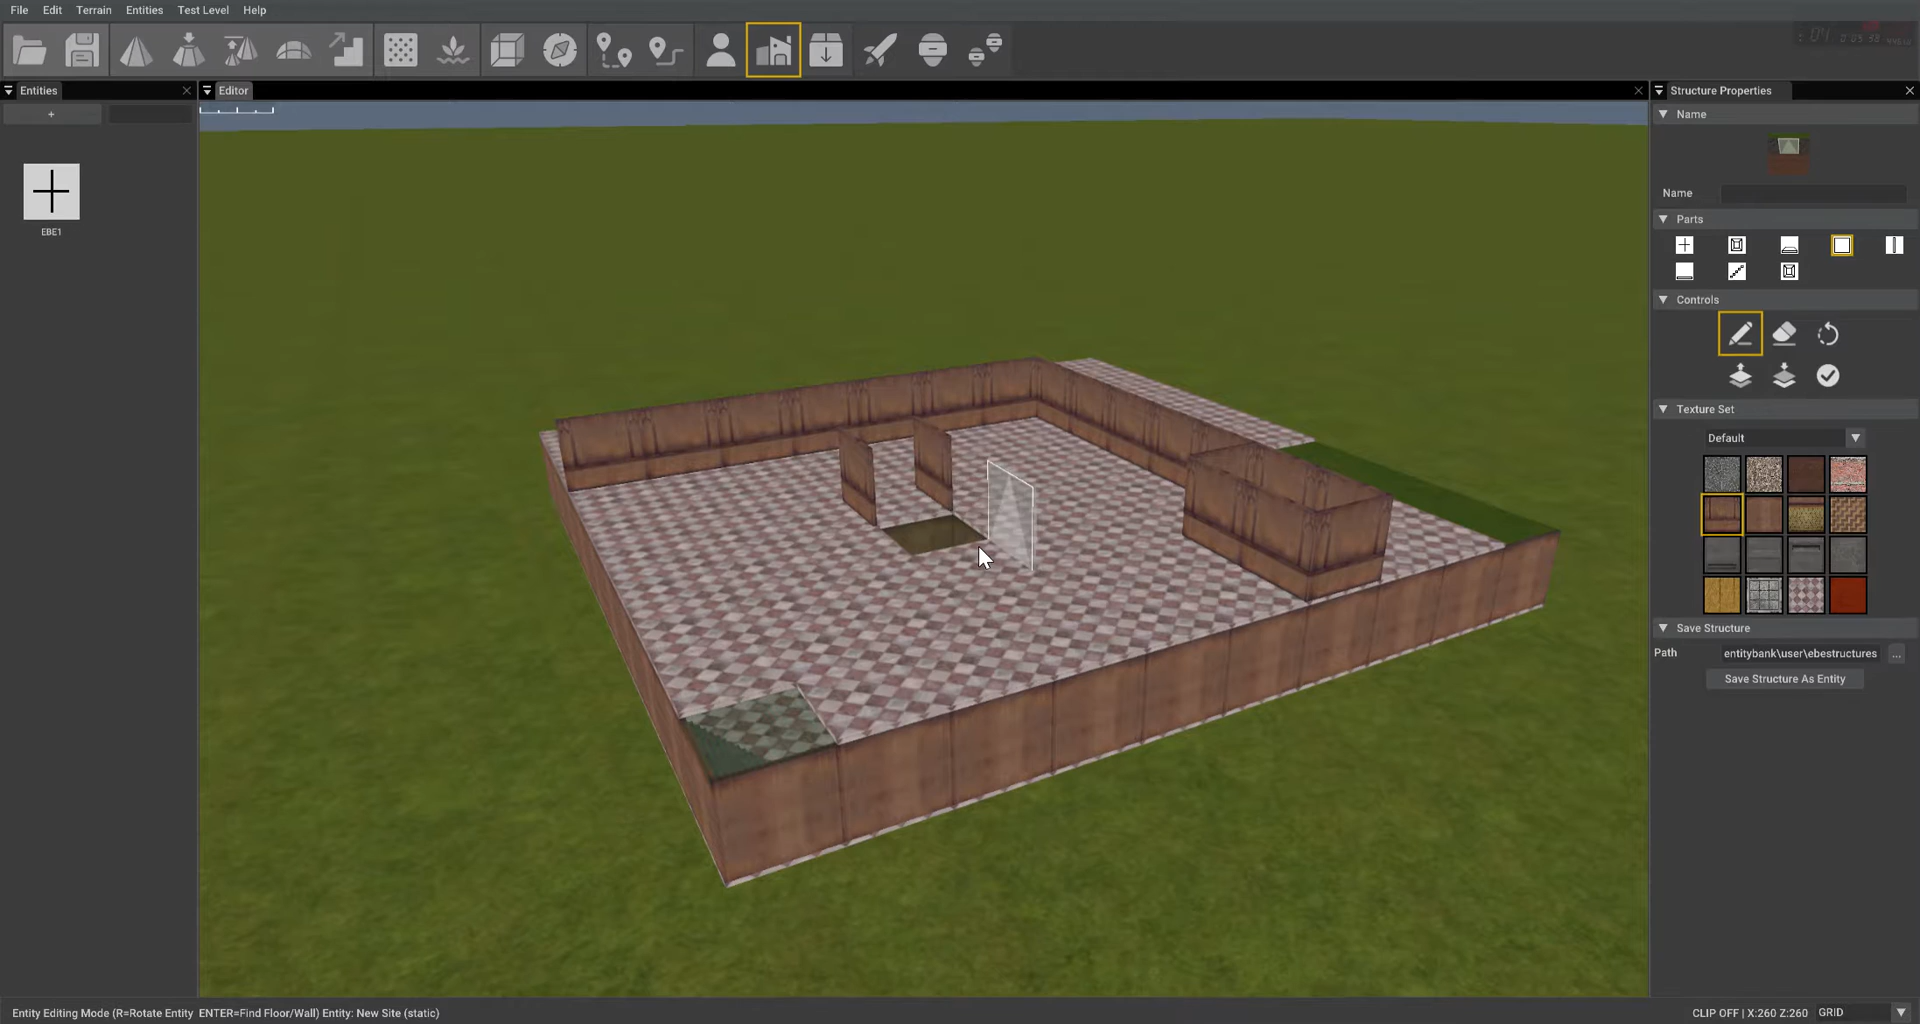 File Edit Terrain Entities Test Level Help
Entities
Editor
Structure Properties
+
Name
EBE1
Name
Parts
Controls
Texture Set
Default
Save Structure
Path entitybank\user\ebestructures ...
Save Structure As Entity
Entity Editing Mode (R=Rotate Entity ENTER=Find Floor/Wall) Entity: New Site (static)
CLIP OFF | X:260 Z:260 GRID